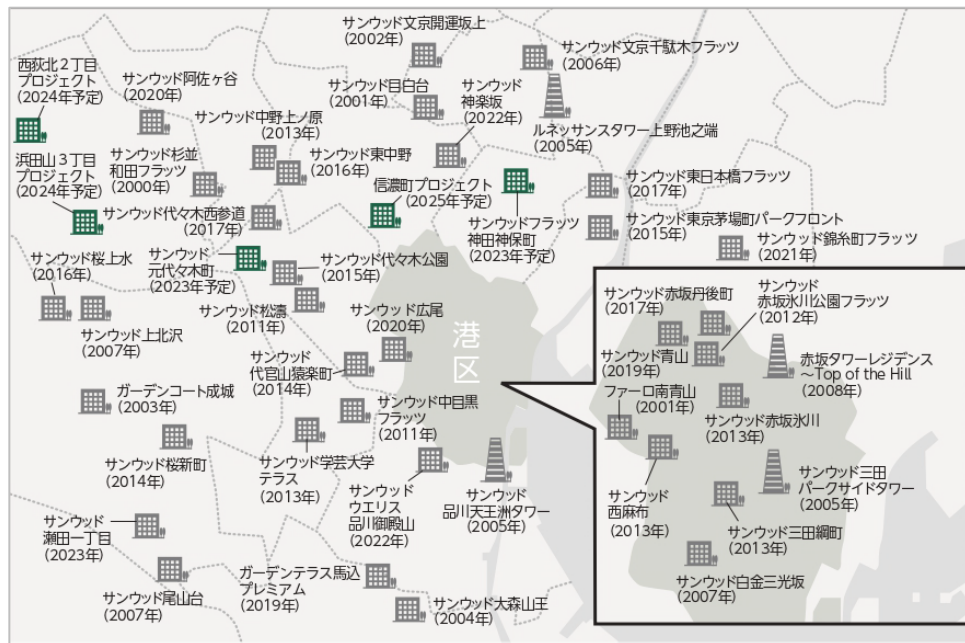 サンウッド文京開運坂上
(2002年)
サンウッド文京千駄木フラッツ
(2006年)
西荻北2丁目
プロジェクト
(2024年予定)
サンウッド阿佐ヶ谷
(2020年)
サンウッド目白台
(2001年)
サンウッド
神楽坂
(2022年)
サンウッド中野上ノ原
(2013年)
ルネッサンスタワー上野池之端
(2005年)
浜田山3丁目
プロジェクト
(2024年予定)
サンウッド杉並
和田フラッツ
(2000年)
サンウッド東中野
(2016年)
信濃町プロジェクト
(2025年予定)
サンウッド東日本橋フラッツ
(2017年)
サンウッド代々木西参道
(2017年)
サンウッドフラッツ
神田神保町
(2023年予定)
サンウッド東京茅場町パークフロント
(2015年)
サンウッド錦糸町フラッツ
(2021年)
サンウッド桜上水
(2016年)
サンウッド
元代々木町
(2023年予定)
サンウッド代々木公園
(2015年)
サンウッド上北沢
(2007年)
サンウッド松濤
(2011年)
サンウッド広尾
(2020年)
港区
サンウッド
代官山猿楽町
(2014年)
ガーデンコート成城
(2003年)
サンウッド中目黒
フラッツ
(2011年)
サンウッド桜新町
(2014年)
サンウッド学芸大学
テラス
(2013年)
サンウッド
ウエリス
品川御殿山
(2022年)
サンウッド
品川天王洲タワー
(2005年)
サンウッド
瀬田一丁目
(2023年)
サンウッド尾山台
(2007年)
ガーデンテラス馬込
プレミアム
(2019年)
サンウッド大森山王
(2004年)
サンウッド赤坂丹後町
(2017年)
サンウッド
赤坂氷川公園フラッツ
(2012年)
サンウッド青山
(2019年)
赤坂タワーレジデンス
～Top of the Hill
(2008年)
ファーロ南青山
(2001年)
サンウッド赤坂氷川
(2013年)
サンウッド
西麻布
(2013年)
サンウッド三田
パークサイドタワー
(2005年)
サンウッド三田綱町
(2013年)
サンウッド白金三光坂
(2007年)